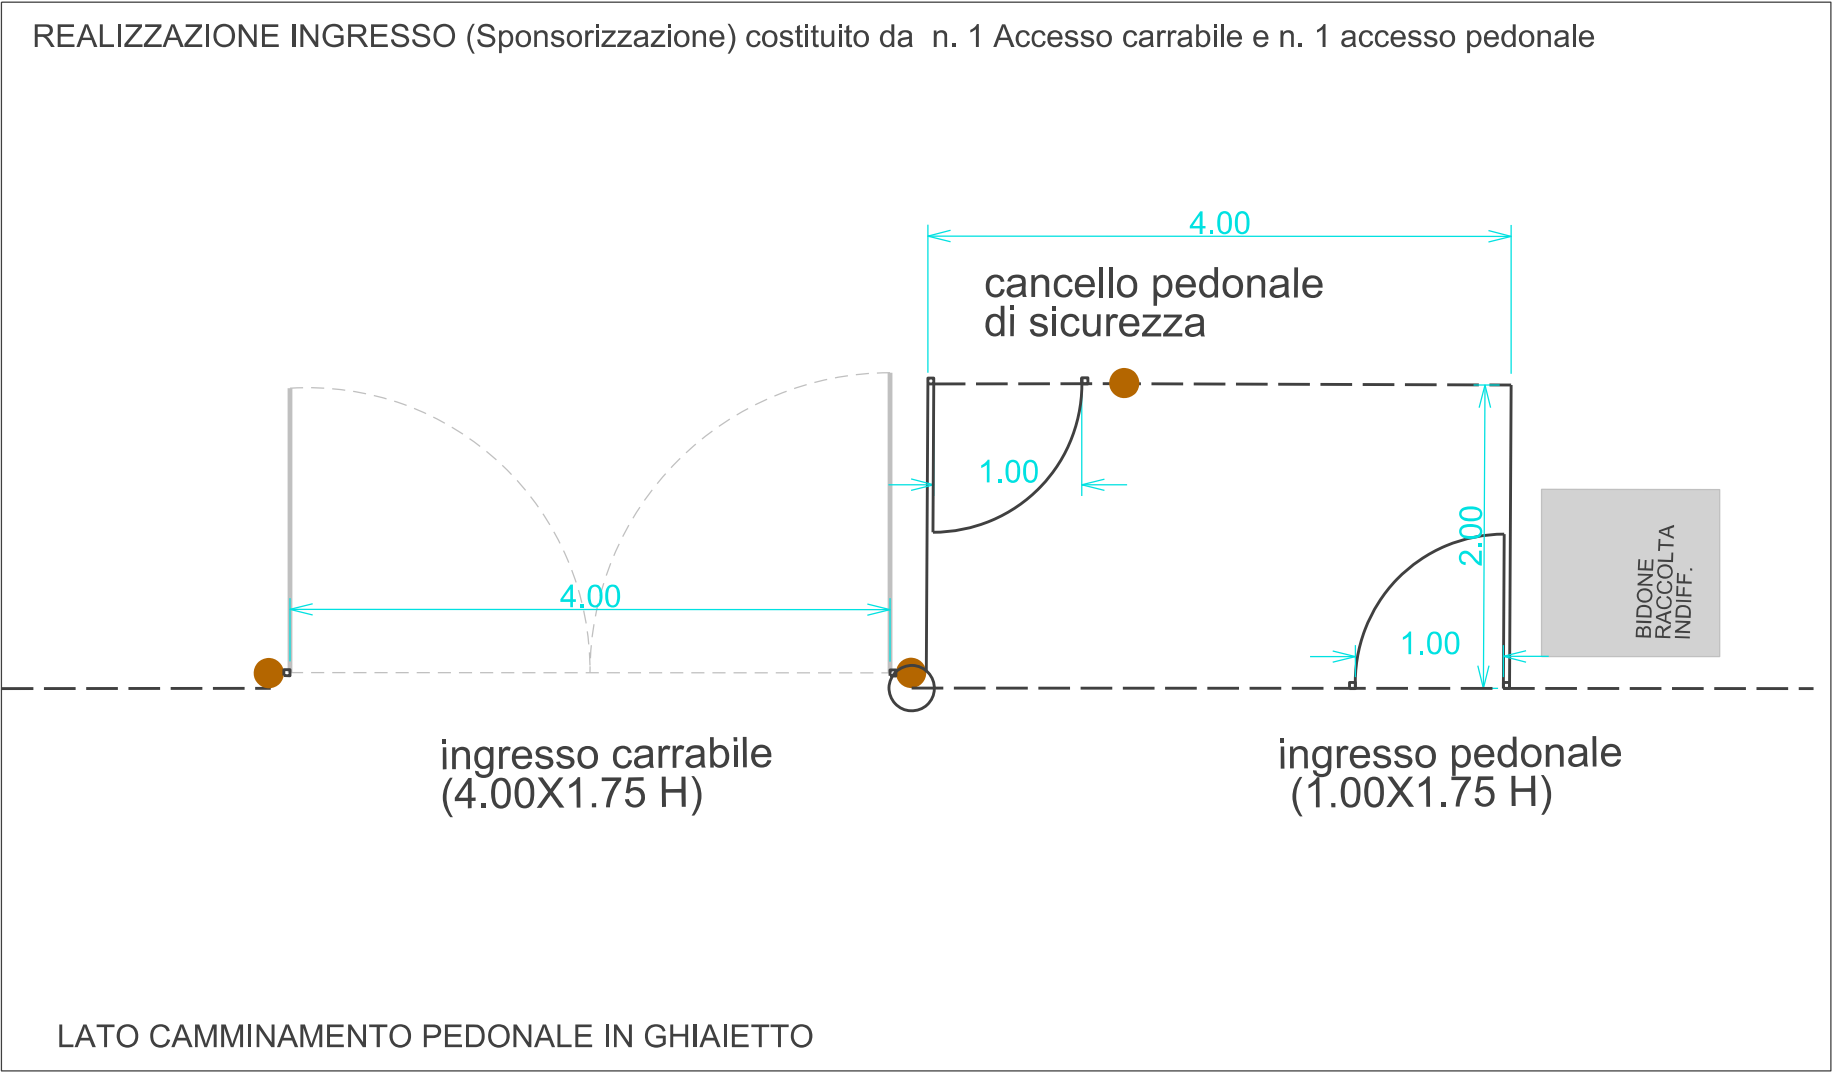 REALIZZAZIONE INGRESSO (Sponsorizzazione) costituito da  n. 1 Accesso carrabile e n. 1 accesso pedonale
4.00
cancello pedonale
di sicurezza
1.00
2.00
4.00
1.00
BIDONE
RACCOLTA
INDIFF.
ingresso carrabile
(4.00X1.75 H)
ingresso pedonale
(1.00X1.75 H)
LATO CAMMINAMENTO PEDONALE IN GHIAIETTO